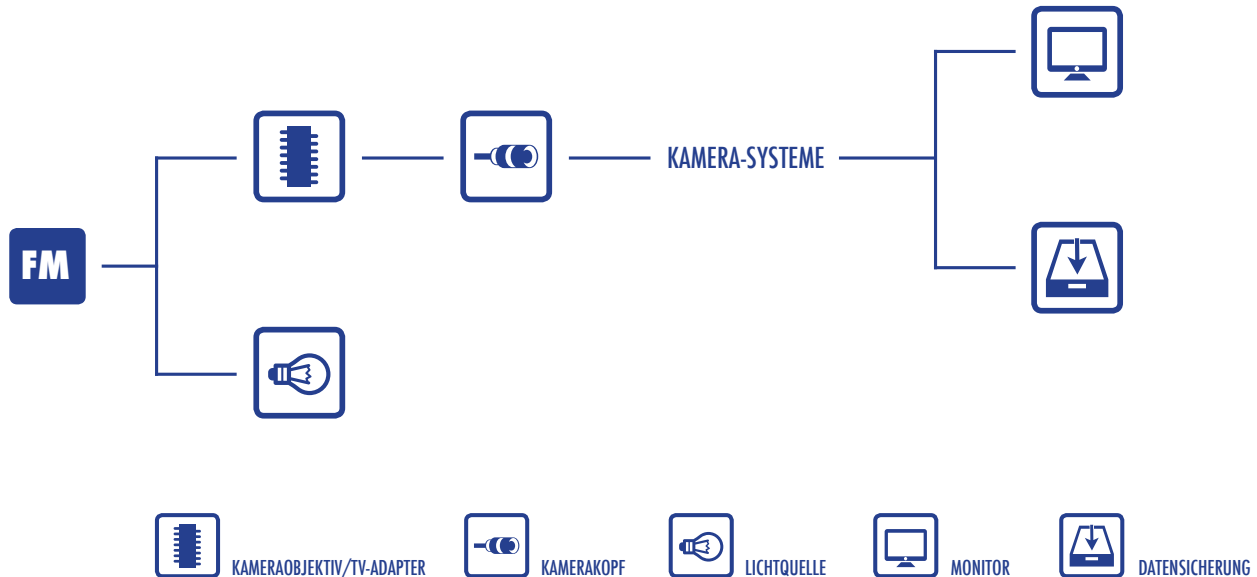 KAMERA-SYSTEME
FM
KAMERAOBJEKTIV/TV-ADAPTER
KAMERAKOPF
LICHTQUELLE
MONITOR
DATENSICHERUNG